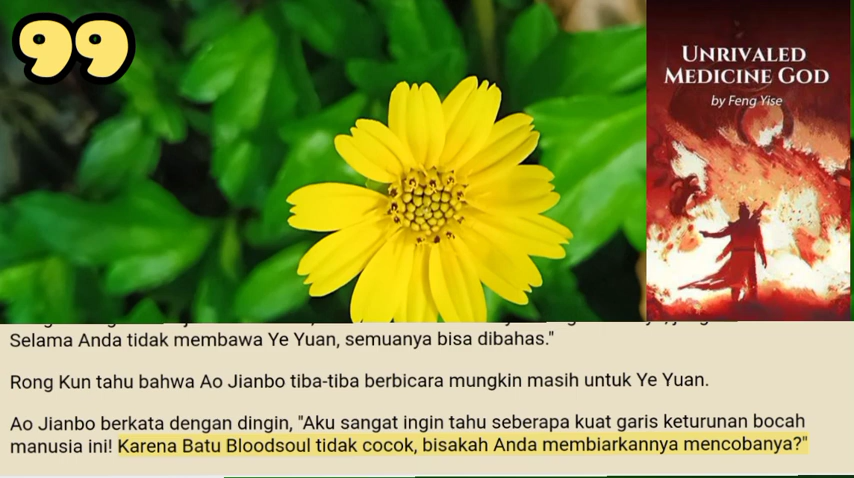 99
UNRIVALED
MEDICINE GOD
by Feng Yise
Selama Anda tidak membawa Ye Yuan, semuanya bisa dibahas."
Rong Kun tahu bahwa Ao Jianbo tiba-tiba berbicara mungkin masih untuk Ye Yuan.
Ao Jianbo berkata dengan dingin, "Aku sangat ingin tahu seberapa kuat garis keturunan bocah
manusia ini! Karena Batu Bloodsoul tidak cocok, bisakah Anda membiarkannya mencobanya?"